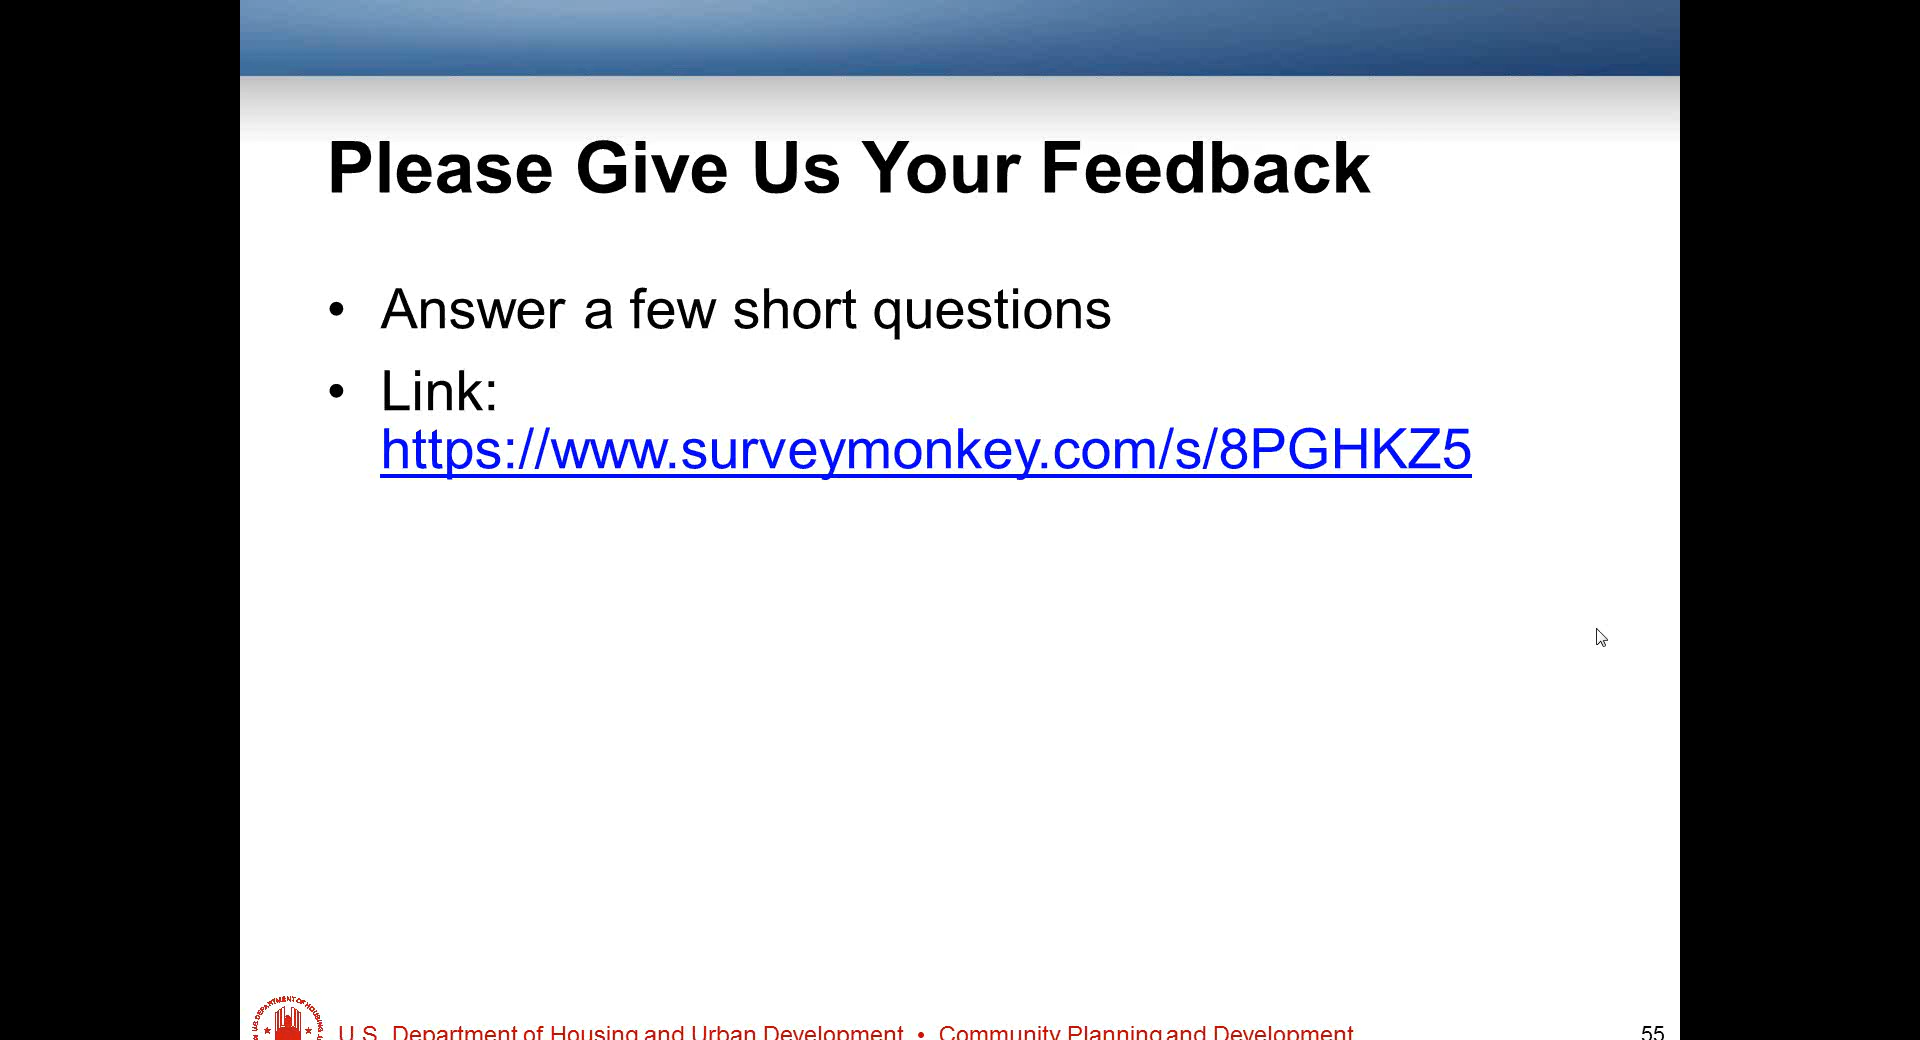 Please Give Us Your Feedback
• Answer a few short questions
• Link:
https://www.surveymonkey.com/s/8PGHKZ5
U.S. Department of Housing and Urban Development • Community Planning and Development
55